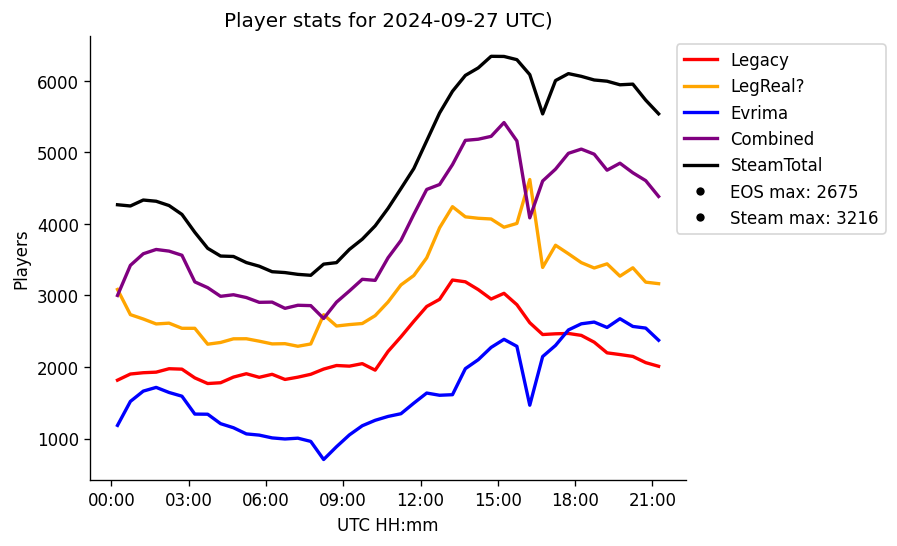 Player stats for 2024-09-27 UTC)
Legacy
LegReal?
Evrima
Combined
SteamTotal
EOS max: 2675
Steam max: 3216
Players
6000
5000
4000
3000
2000
1000
00:00 03:00 06:00 09:00 12:00 15:00 18:00 21:00
UTC HH:mm